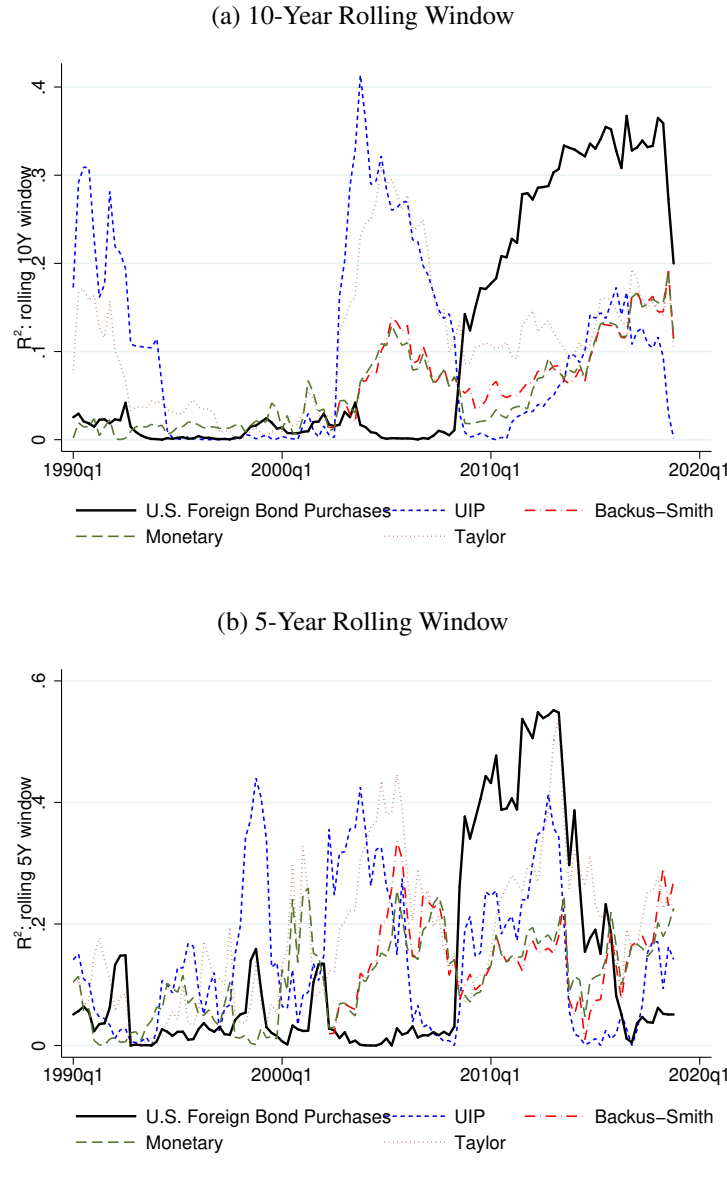 (a) 10-Year Rolling Window
R²: rolling 10Y window
.4
.3
.2
.1
0
1990q1 2000q1 2010q1 2020q1
U.S. Foreign Bond Purchases UIP Backus−Smith
Monetary Taylor
(b) 5-Year Rolling Window
R²: rolling 5Y window
.6
.4
.2
0
1990q1 2000q1 2010q1 2020q1
U.S. Foreign Bond Purchases UIP Backus−Smith
Monetary Taylor